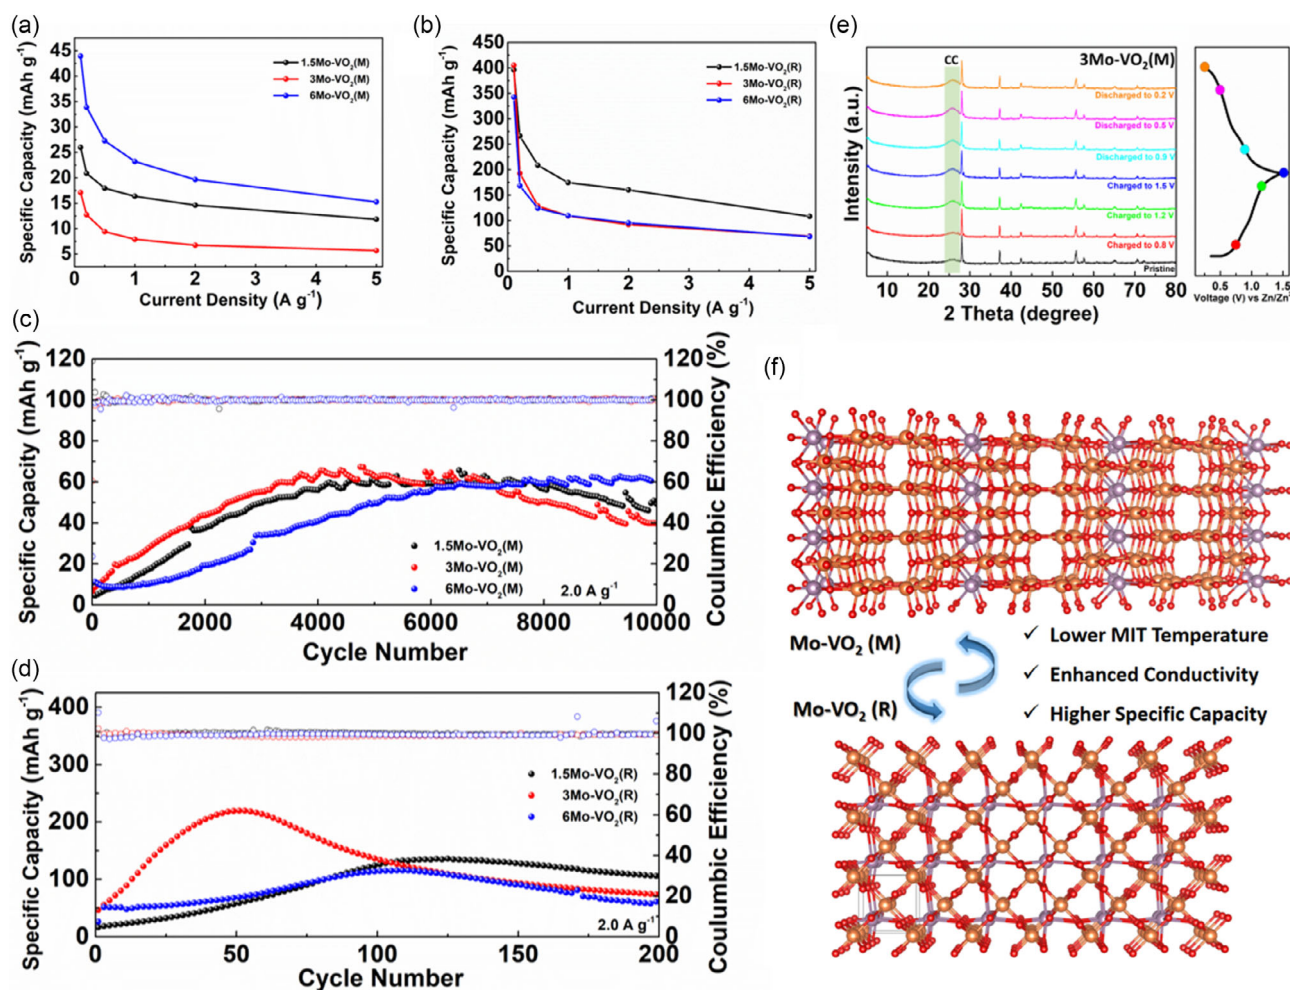 (a)
Specific Capacity (mAh g⁻¹)
45
40
35
30
25
20
15
10
5
1.5Mo-VO₂(M)
3Mo-VO₂(M)
6Mo-VO₂(M)
0 1 2 3 4 5
Current Density (A g⁻¹)
(b)
Specific Capacity (mAh g⁻¹)
450
400
350
300
250
200
150
100
50
0
1.5Mo-VO₂(R)
3Mo-VO₂(R)
6Mo-VO₂(R)
0 1 2 3 4 5
Current Density (A g⁻¹)
(e)
Intensity (a.u.)
CC
3Mo-VO₂(M)
Discharged to 0.2 V
Discharged to 0.5 V
Discharged to 0.9 V
Charged to 1.5 V
Charged to 1.2 V
Charged to 0.8 V
Pristine
10 20 30 40 50 60 70 80
2 Theta (degree)
0.5 1.0 1.5
Voltage (V) vs Zn/Zn²
(c)
Specific Capacity (mAh g⁻¹)
120
100
80
60
40
20
0
1.5Mo-VO₂(M)
3Mo-VO₂(M)
6Mo-VO₂(M)
2.0 A g⁻¹
120
100
80
60
40
20
0
Coulumbic Efficiency (%)
0 2000 4000 6000 8000 10000
Cycle Number
(d)
Specific Capacity (mAh g⁻¹)
400
350
300
250
200
150
100
50
0
1.5Mo-VO₂(R)
3Mo-VO₂(R)
6Mo-VO₂(R)
2.0 A g⁻¹
120
100
80
60
40
20
0
Coulumbic Efficiency (%)
0 50 100 150 200
Cycle Number
(f)
Mo-VO₂ (M)
Mo-VO₂ (R)
✓ Lower MIT Temperature
✓ Enhanced Conductivity
✓ Higher Specific Capacity